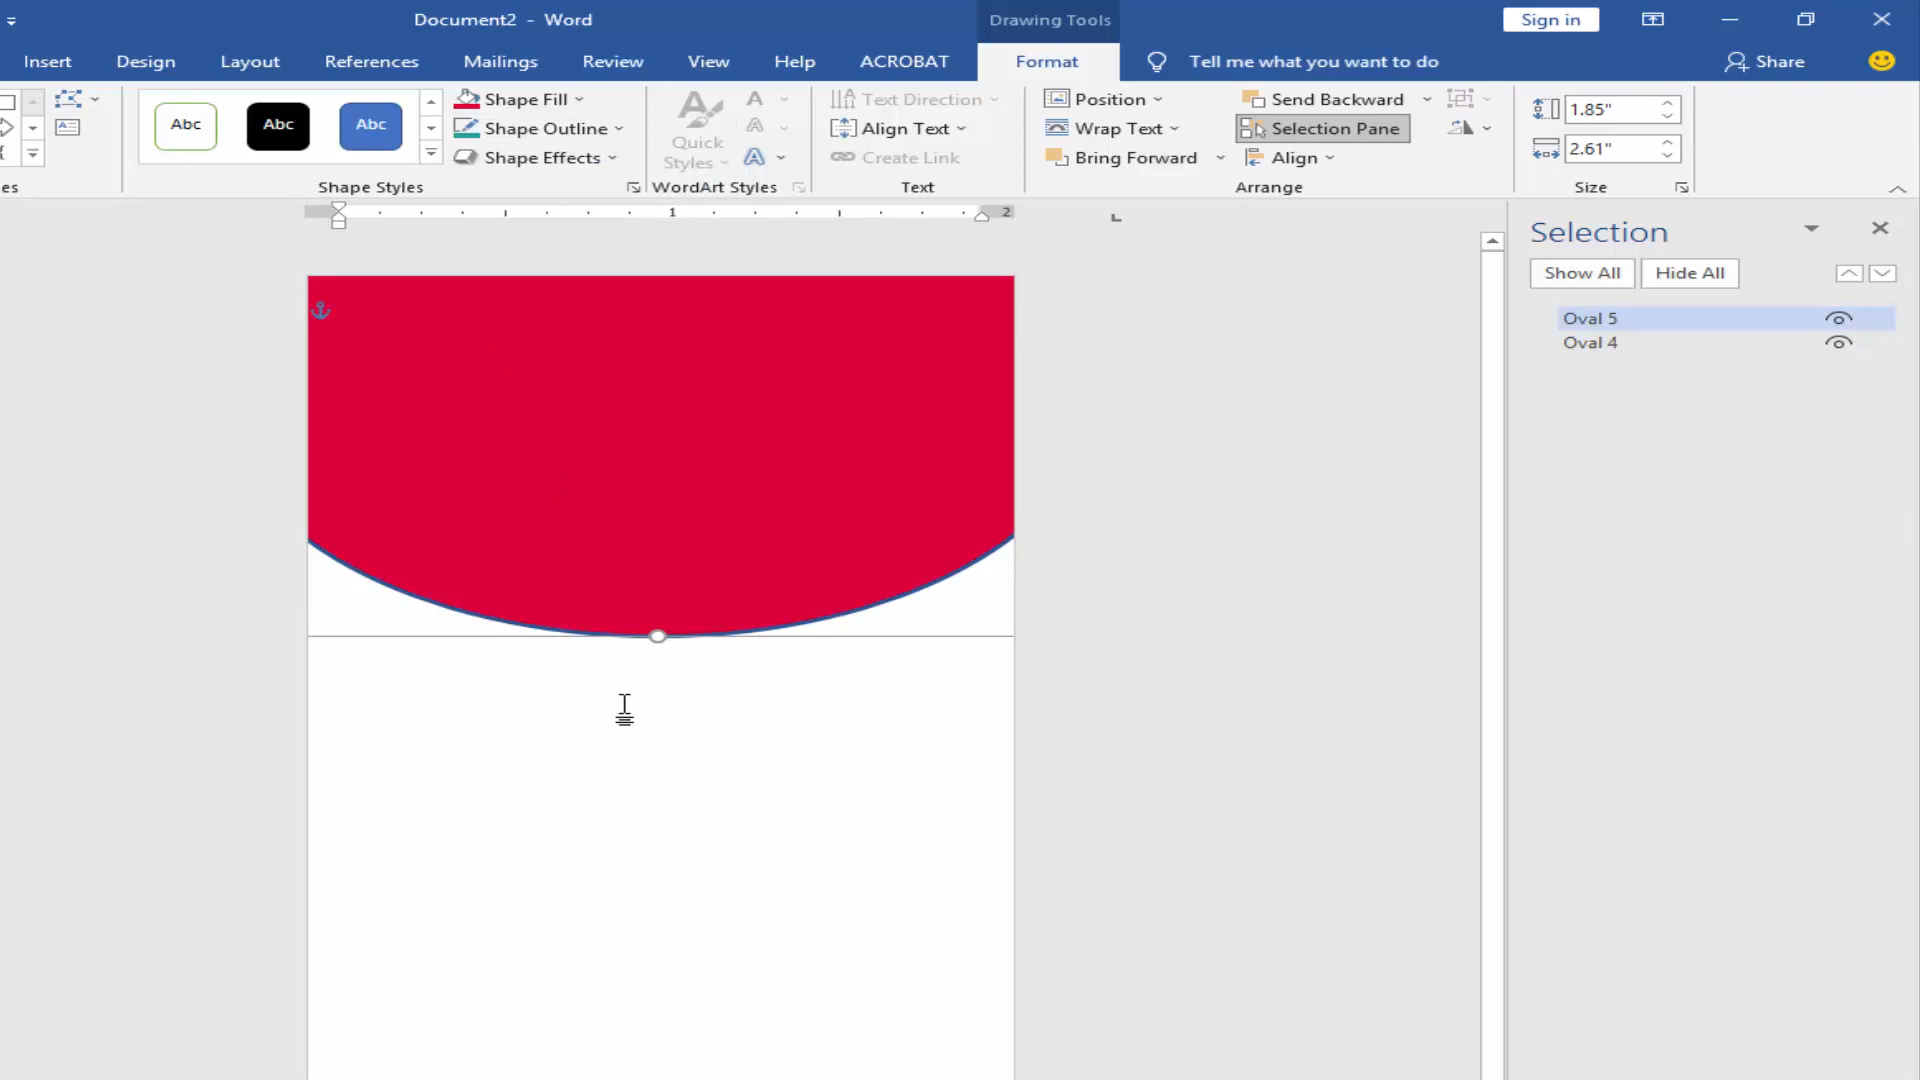 Document2 - Word
Drawing Tools
Sign in
Insert
Design
Layout
References
Mailings
Review
View
Help
ACROBAT
Format
Tell me what you want to do
Share
Abc
Abc
Abc
Shape Fill
Shape Outline
Shape Effects
Shape Styles
Quick
Styles
WordArt Styles
Text Direction
Align Text
Create Link
Text
Position
Wrap Text
Bring Forward
Send Backward
Selection Pane
Align
Arrange
1.85"
2.61"
Size
es
1
2
Selection
Show All
Hide All
Oval 5
Oval 4